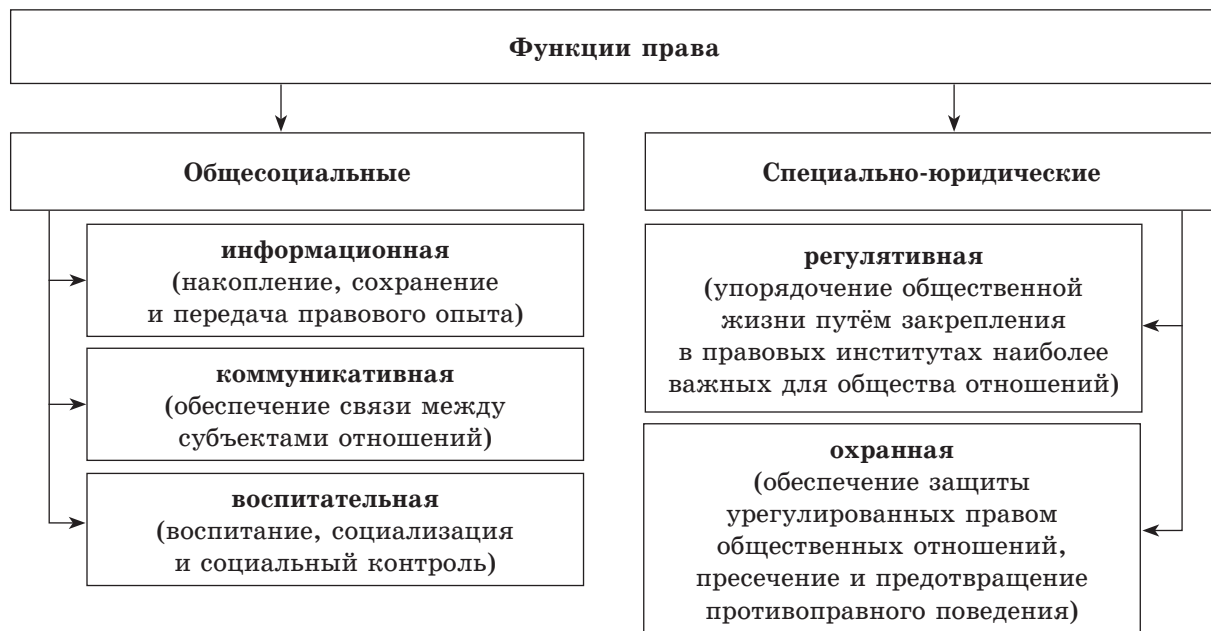 Функции права
Общесоциальные
информационная
(накопление, сохранение
и передача правового опыта)
коммуникативная
(обеспечение связи между
субъектами отношений)
воспитательная
(воспитание, социализация
и социальный контроль)
Специально-юридические
регулятивная
(упорядочение общественной
жизни путём закрепления
в правовых институтах наиболее
важных для общества отношений)
охранная
(обеспечение защиты
урегулированных правом
общественных отношений,
пресечение и предотвращение
противоправного поведения)